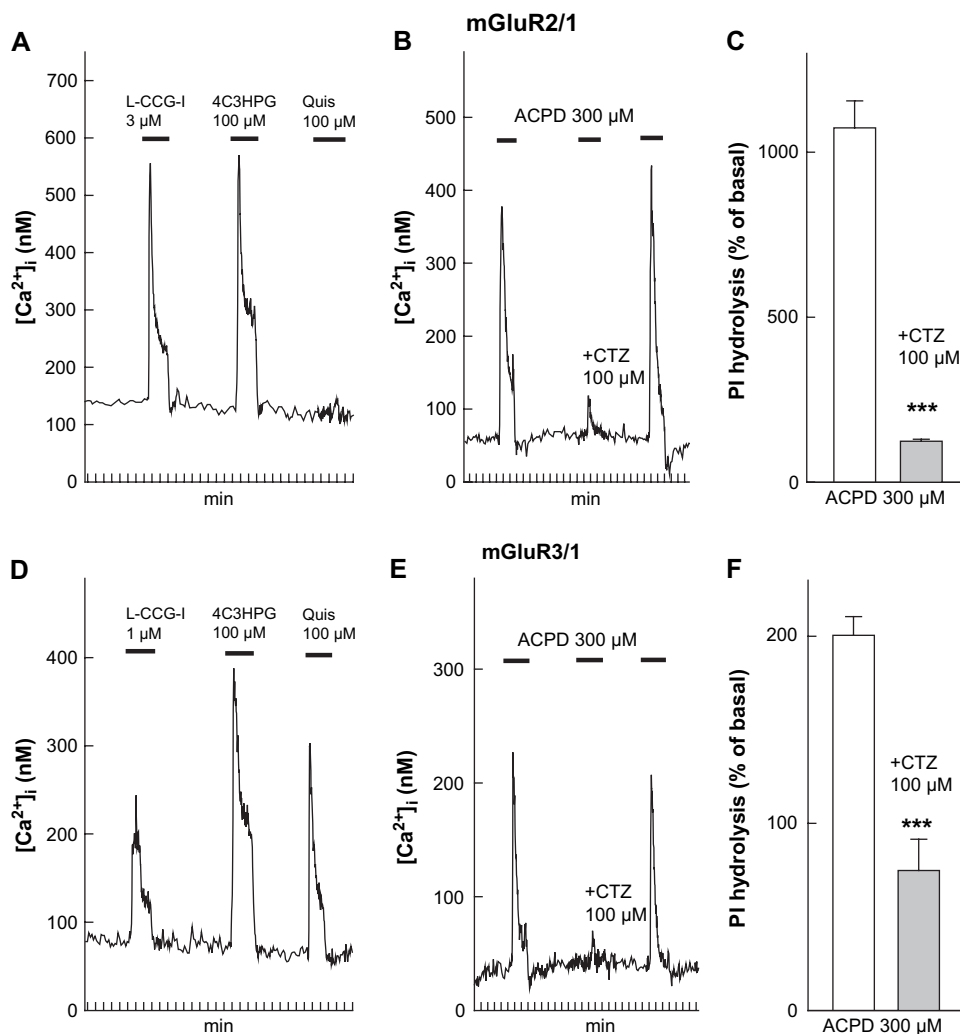 mGluR2/1
A
[Ca²⁺]ᵢ (nM)
700
600
500
400
300
200
100
0
L-CCG-I
3 µM
4C3HPG
100 µM
Quis
100 µM
min
B
[Ca²⁺]ᵢ (nM)
500
400
300
200
100
0
ACPD 300 µM
+CTZ
100 µM
min
C
PI hydrolysis (% of basal)
1000
500
0
+CTZ
100 µM
***
ACPD 300 µM
mGluR3/1
D
[Ca²⁺]ᵢ (nM)
400
300
200
100
0
L-CCG-I
1 µM
4C3HPG
100 µM
Quis
100 µM
min
E
[Ca²⁺]ᵢ (nM)
300
200
100
0
ACPD 300 µM
+CTZ
100 µM
min
F
PI hydrolysis (% of basal)
200
100
0
+CTZ
100 µM
***
ACPD 300 µM